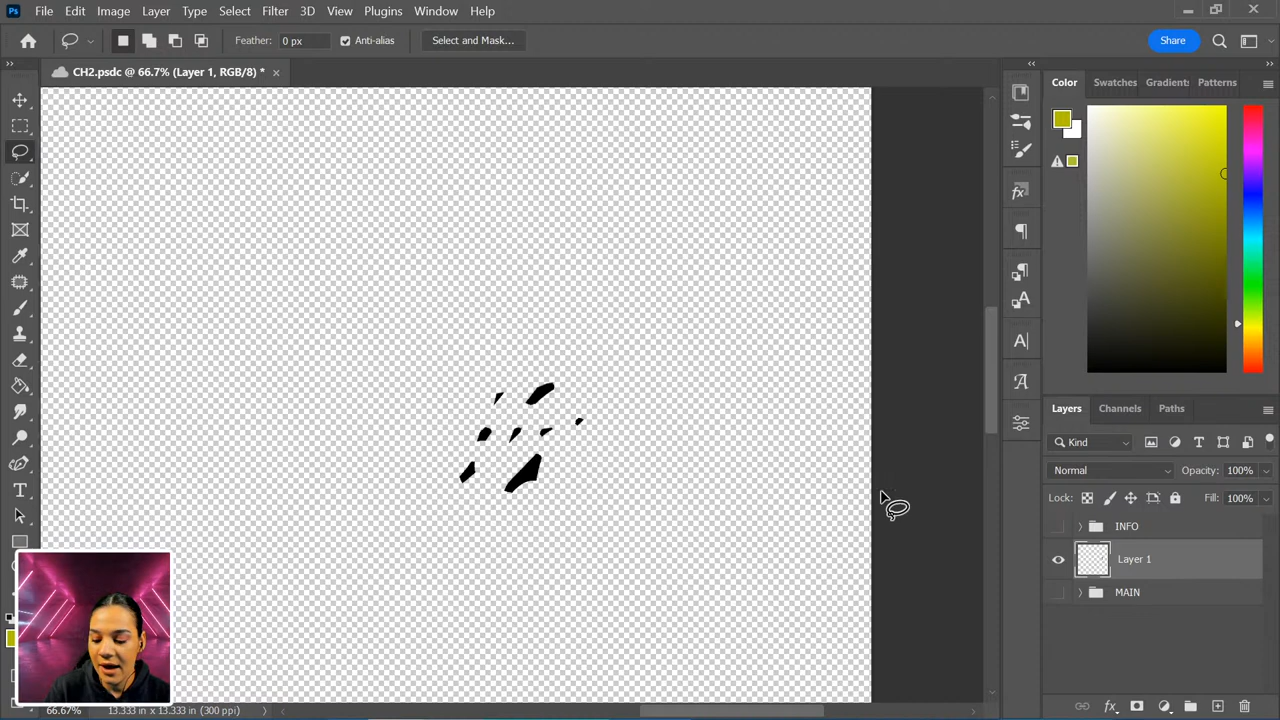 Ps File Edit Image Layer Type Select Filter 3D View Plugins Window Help
Feather: 0 px Anti-alias Select and Mask... Share
CH2.psdc @ 66.7% (Layer 1, RGB/8) *
Color Swatches Gradient: Patterns
Layers Channels Paths
Kind
Normal Opacity: 100%
Lock: Fill: 100%
INFO
Layer 1
MAIN
66.67% 13.333 in x 13.333 in (300 ppi)